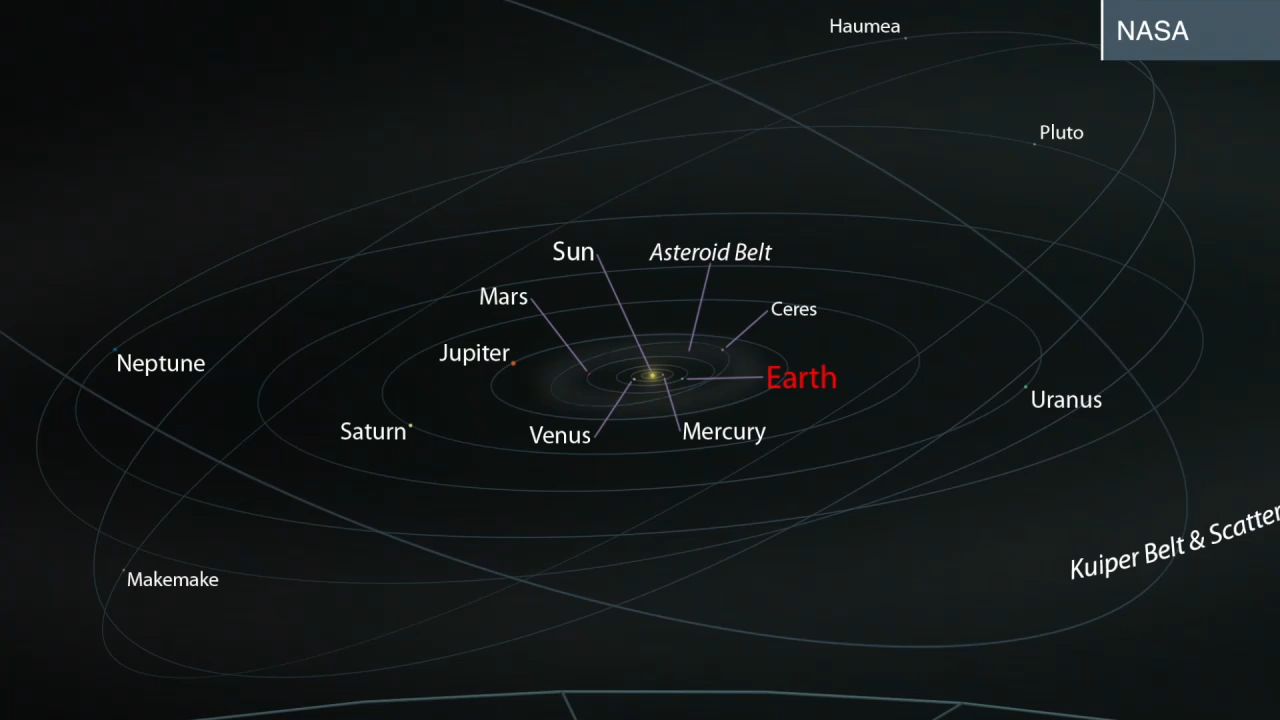 Haumea
NASA
Pluto
Sun
Asteroid Belt
Mars
Ceres
Jupiter
Neptune
Earth
Uranus
Saturn
Venus
Mercury
Kuiper Belt & Scatter
Makemake